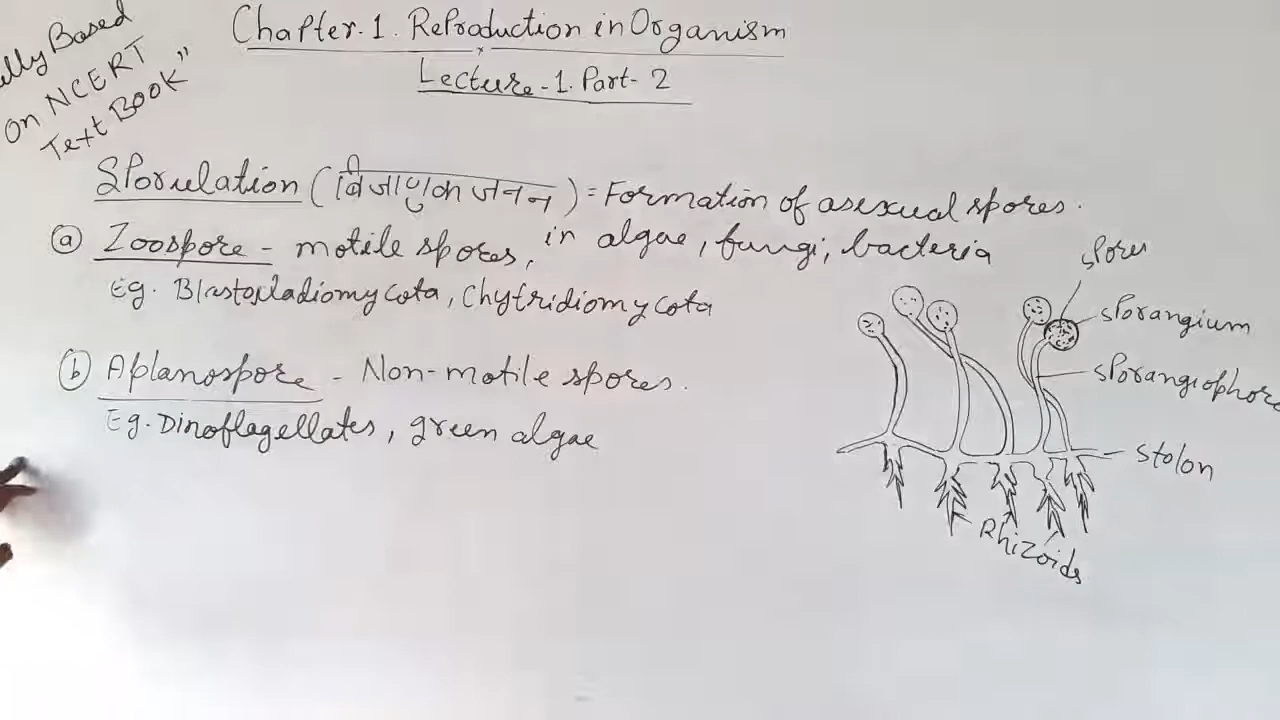 Based
on NCERT
Text BOOK"
Chapter. 1. Reproduction in Organism
Lecture - 1. Part- 2
Sporulation ( ) = Formation of asexual spores.
(a) Zoospore - motile spores, in algae, fungi, bacteria
Eg. Blastocladiomycota, Chytridiomycota
(b) Aplanospore - Non-motile spores.
Eg. Dinoflagellates, green algae
spores
sporangium
sporangiophore
stolon
Rhizoids